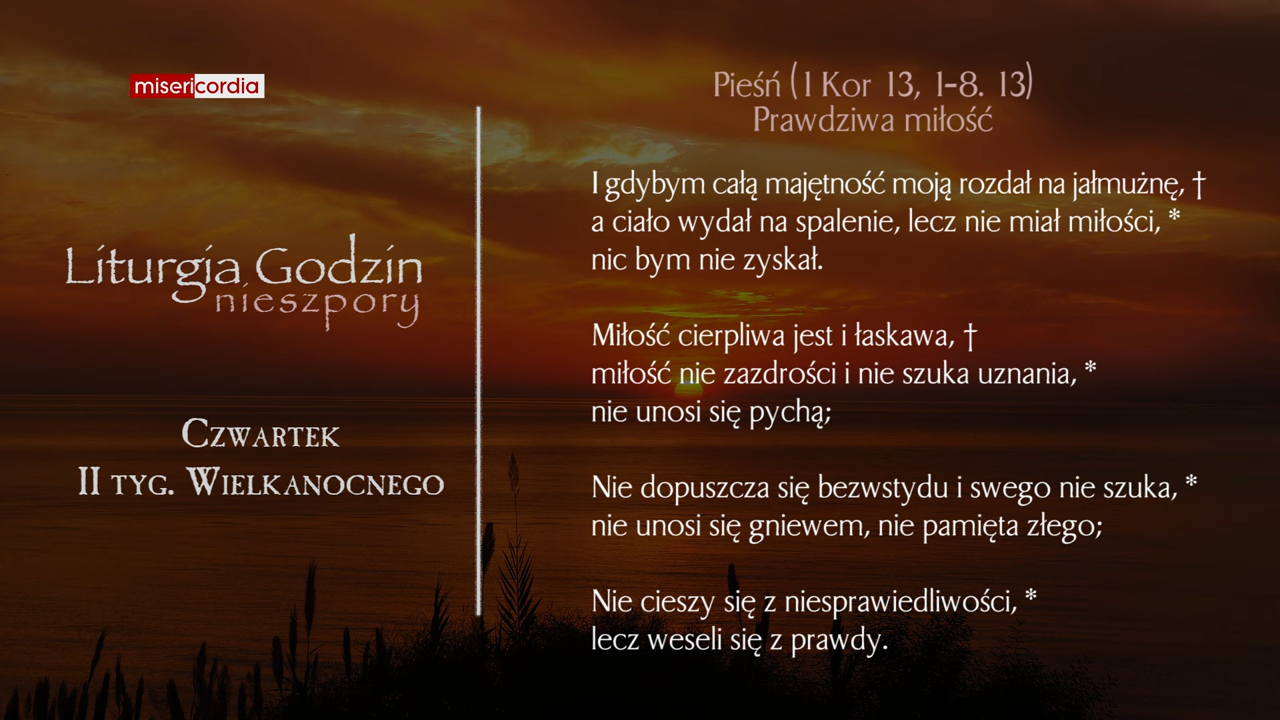 misericordia
Liturgia Godzin
nieszpory
Czwartek
II tyg. Wielkanocnego
Pieśń (1 Kor 13, 1-8. 13)
Prawdziwa miłość
I gdybym całą majętność moją rozdał na jałmużnę, †
a ciało wydał na spalenie, lecz nie miał miłości, *
nic bym nie zyskał.
Miłość cierpliwa jest i łaskawa, †
miłość nie zazdrości i nie szuka uznania, *
nie unosi się pychą;
Nie dopuszcza się bezwstydu i swego nie szuka, *
nie unosi się gniewem, nie pamięta złego;
Nie cieszy się z niesprawiedliwości, *
lecz weseli się z prawdy.